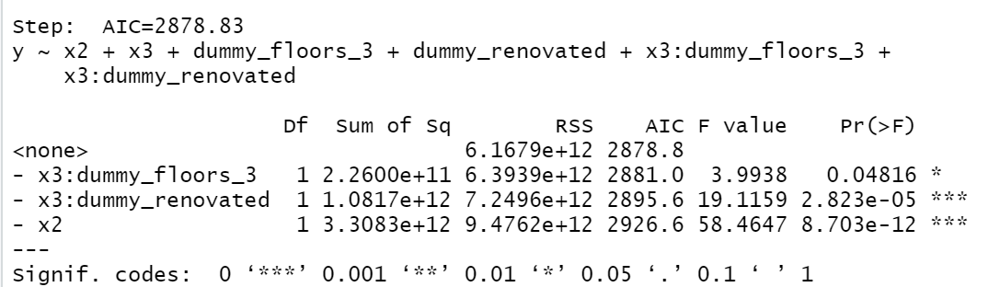 Step:  AIC=2878.83
y ~ x2 + x3 + dummy_floors_3 + dummy_renovated + x3:dummy_floors_3 +
    x3:dummy_renovated
                     Df  Sum of Sq        RSS    AIC F value    Pr(>F)
<none>                             6.1679e+12 2878.8
- x3:dummy_floors_3   1 2.2600e+11 6.3939e+12 2881.0  3.9938   0.04816 *
- x3:dummy_renovated  1 1.0817e+12 7.2496e+12 2895.6 19.1159 2.823e-05 ***
- x2                  1 3.3083e+12 9.4762e+12 2926.6 58.4647 8.703e-12 ***
---
Signif. codes:  0 ‘***’ 0.001 ‘**’ 0.01 ‘*’ 0.05 ‘.’ 0.1 ‘ ’ 1